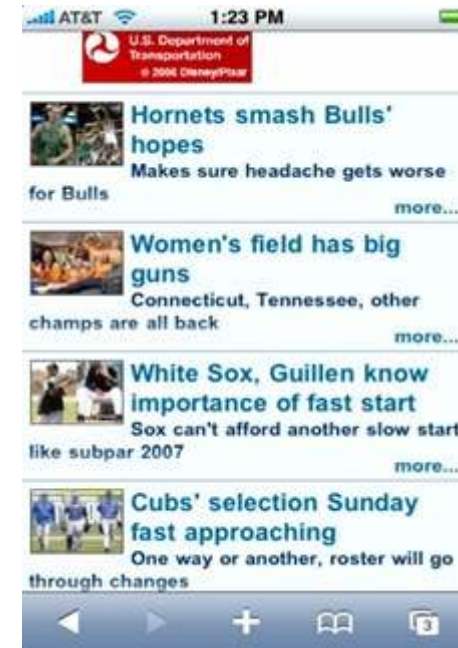 AT&T 1:23 PM
U.S. Department of
Transportation
© 2006 Disney/Pixar
Hornets smash Bulls'
hopes
Makes sure headache gets worse
for Bulls
more...
Women's field has big
guns
Connecticut, Tennessee, other
champs are all back
more...
White Sox, Guillen know
importance of fast start
Sox can't afford another slow start
like subpar 2007
more...
Cubs' selection Sunday
fast approaching
One way or another, roster will go
through changes
3